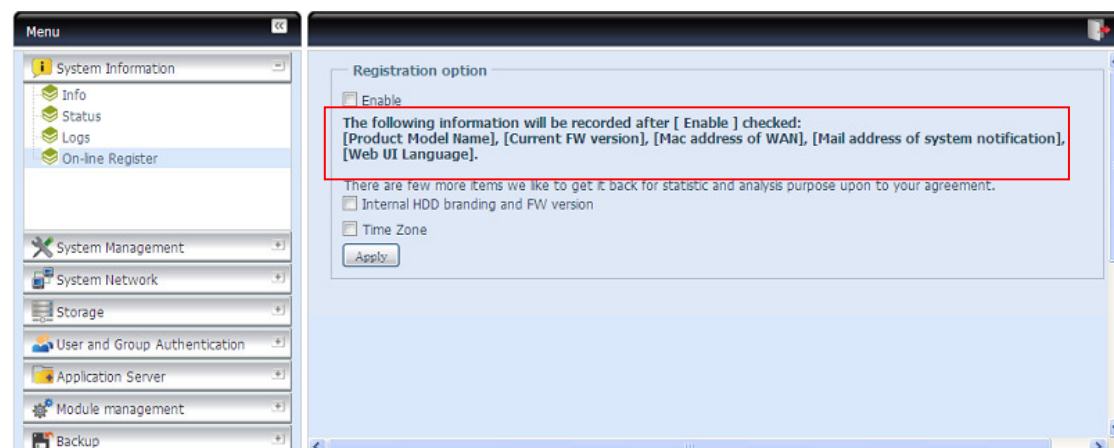 Menu
System Information
Info
Status
Logs
On-line Register
System Management
System Network
Storage
User and Group Authentication
Application Server
Module management
Backup
Registration option
Enable
The following information will be recorded after [ Enable ] checked:
[Product Model Name], [Current FW version], [Mac address of WAN], [Mail address of system notification],
[Web UI Language].
There are few more items we like to get it back for statistic and analysis purpose upon to your agreement.
Internal HDD branding and FW version
Time Zone
Apply